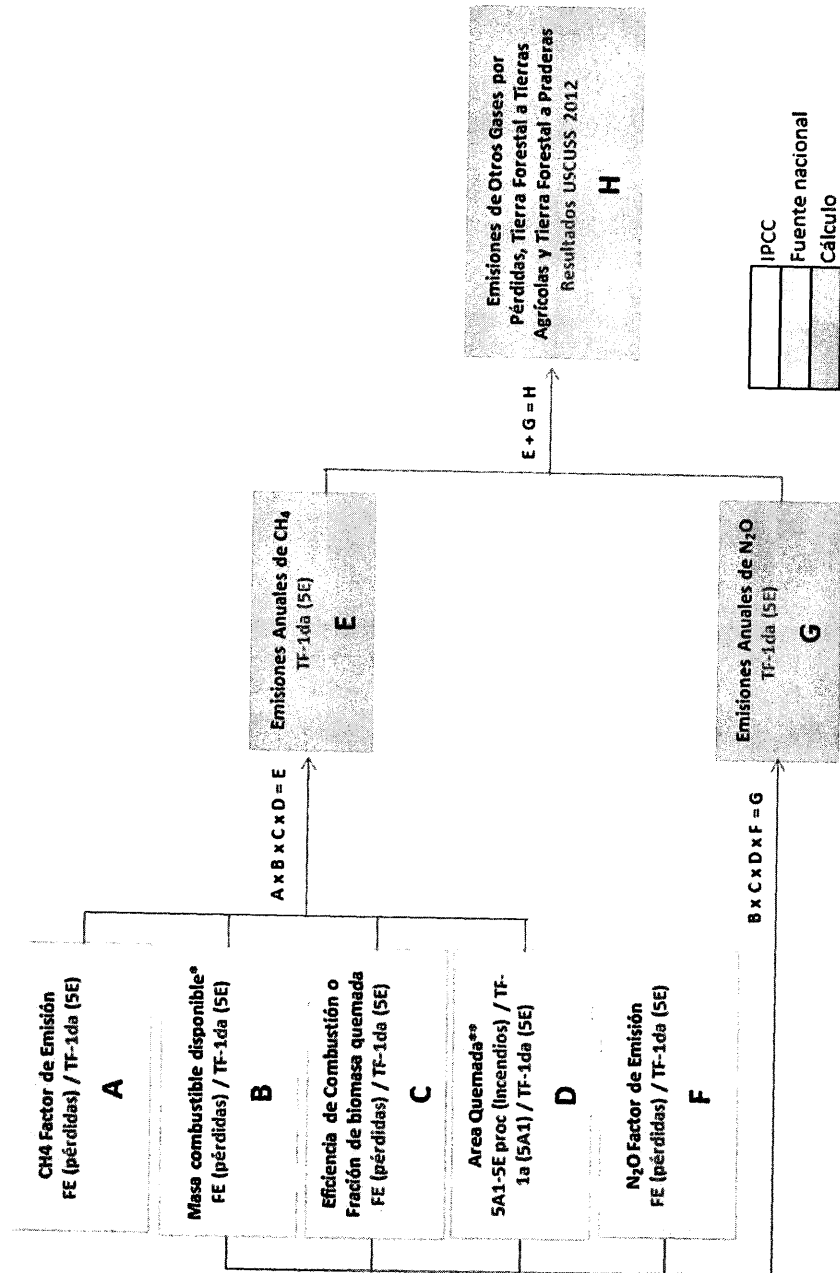 CH4 Factor de Emisión
FE (pérdidas) / TF-1da (5E)
A
Masa combustible disponible*
FE (pérdidas) / TF-1da (5E)
B
Eficiencia de Combustión o
Fración de biomasa quemada
FE (pérdidas) / TF-1da (5E)
C
Area Quemada**
5A1-5E proc (Incendios) / TF-
1a (5A1) / TF-1da (5E)
D
N₂O Factor de Emisión
FE (pérdidas) / TF-1da (5E)
F
A x B x C x D = E
B x C x D x F = G
Emisiones Anuales de CH₄
TF-1da (5E)
E
Emisiones Anuales de N₂O
TF-1da (5E)
G
E + G = H
Emisiones de Otros Gases por
Pérdidas, Tierra Forestal a Tierras
Agrícolas y Tierra Forestal a Praderas
Resultados USCUSS 2012
H
IPCC
Fuente nacional
Cálculo